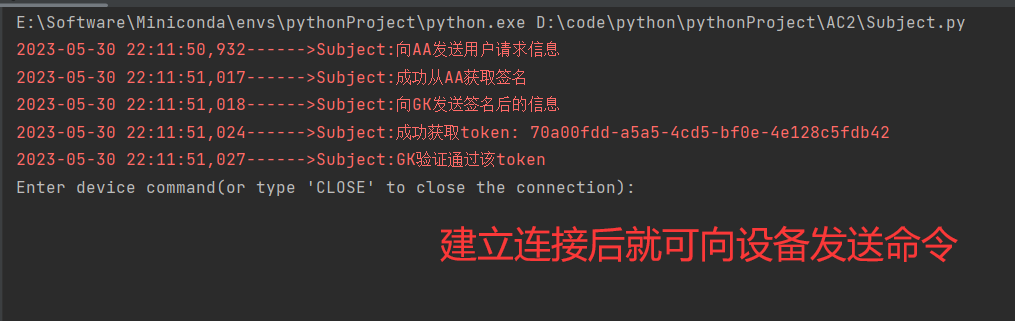 E:\Software\Miniconda\envs\pythonProject\python.exe D:\code\python\pythonProject\AC2\Subject.py
2023-05-30 22:11:50,932------>Subject:向AA发送用户请求信息
2023-05-30 22:11:51,017------>Subject:成功从AA获取签名
2023-05-30 22:11:51,018------>Subject:向GK发送签名后的信息
2023-05-30 22:11:51,024------>Subject:成功获取token: 70a00fdd-a5a5-4cd5-bf0e-4e128c5fdb42
2023-05-30 22:11:51,027------>Subject:GK验证通过该token
Enter device command(or type 'CLOSE' to close the connection):
建立连接后就可向设备发送命令